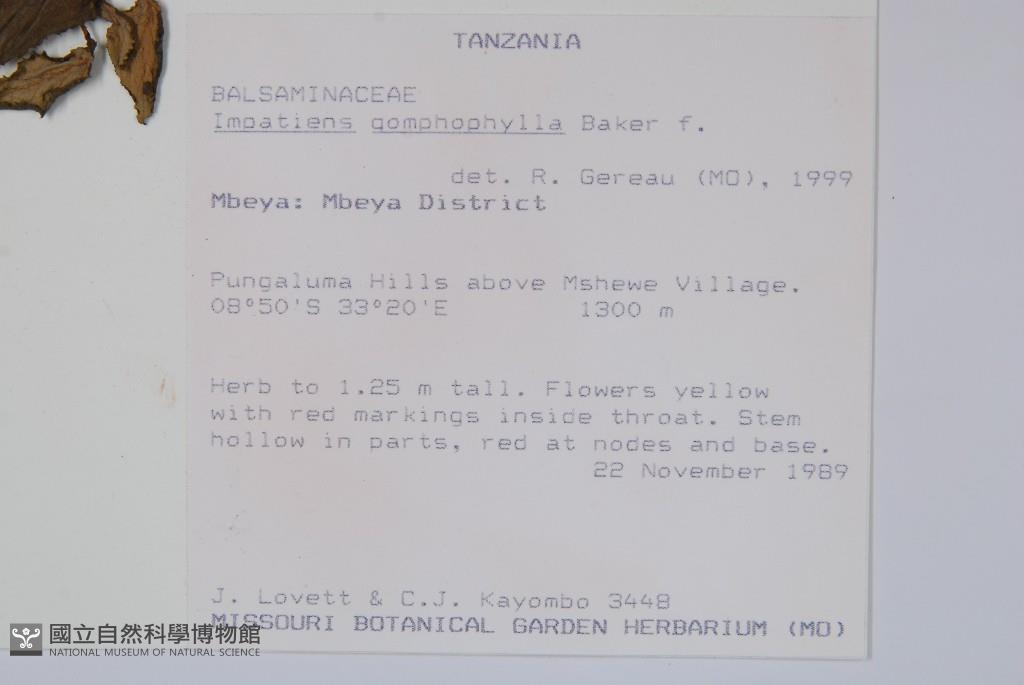 TANZANIA
BALSAMINACEAE
Impatiens gomphophylla Baker f.
det. R. Gereau (MO), 1999
Mbeya: Mbeya District
Pungaluma Hills above Mshewe Village.
08°50'S 33°20'E 1300 m
Herb to 1.25 m tall. Flowers yellow
with red markings inside throat. Stem
hollow in parts, red at nodes and base.
22 November 1989
J. Lovett & C.J. Kayombo 3448
MISSOURI BOTANICAL GARDEN HERBARIUM (MO)
國立自然科學博物館
NATIONAL MUSEUM OF NATURAL SCIENCE